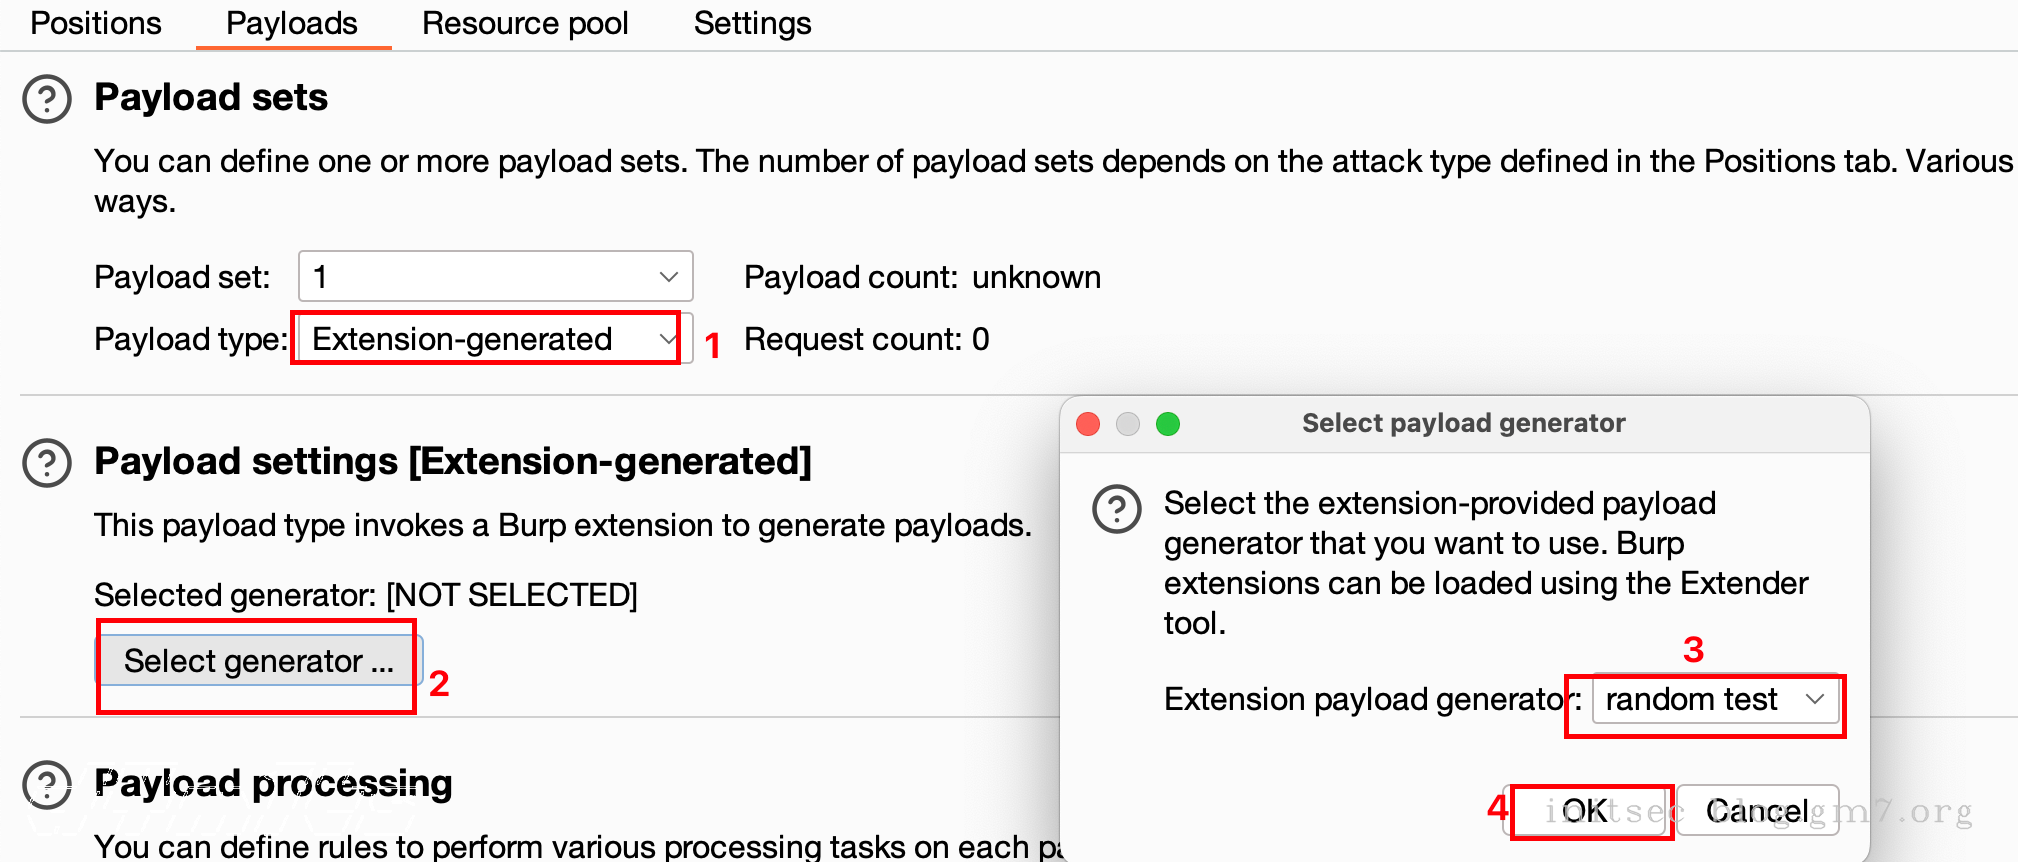 Positions Payloads Resource pool Settings
Payload sets
You can define one or more payload sets. The number of payload sets depends on the attack type defined in the Positions tab. Various
ways.
Payload set: 1 Payload count: unknown
Payload type: Extension-generated 1 Request count: 0
Payload settings [Extension-generated]
This payload type invokes a Burp extension to generate payloads.
Selected generator: [NOT SELECTED]
Select generator ... 2
Select payload generator
Select the extension-provided payload
generator that you want to use. Burp
extensions can be loaded using the Extender
tool.
3
Extension payload generator: random test
4 OK Cancel
initsec blog.gm7.org
Payload processing
You can define rules to perform various processing tasks on each